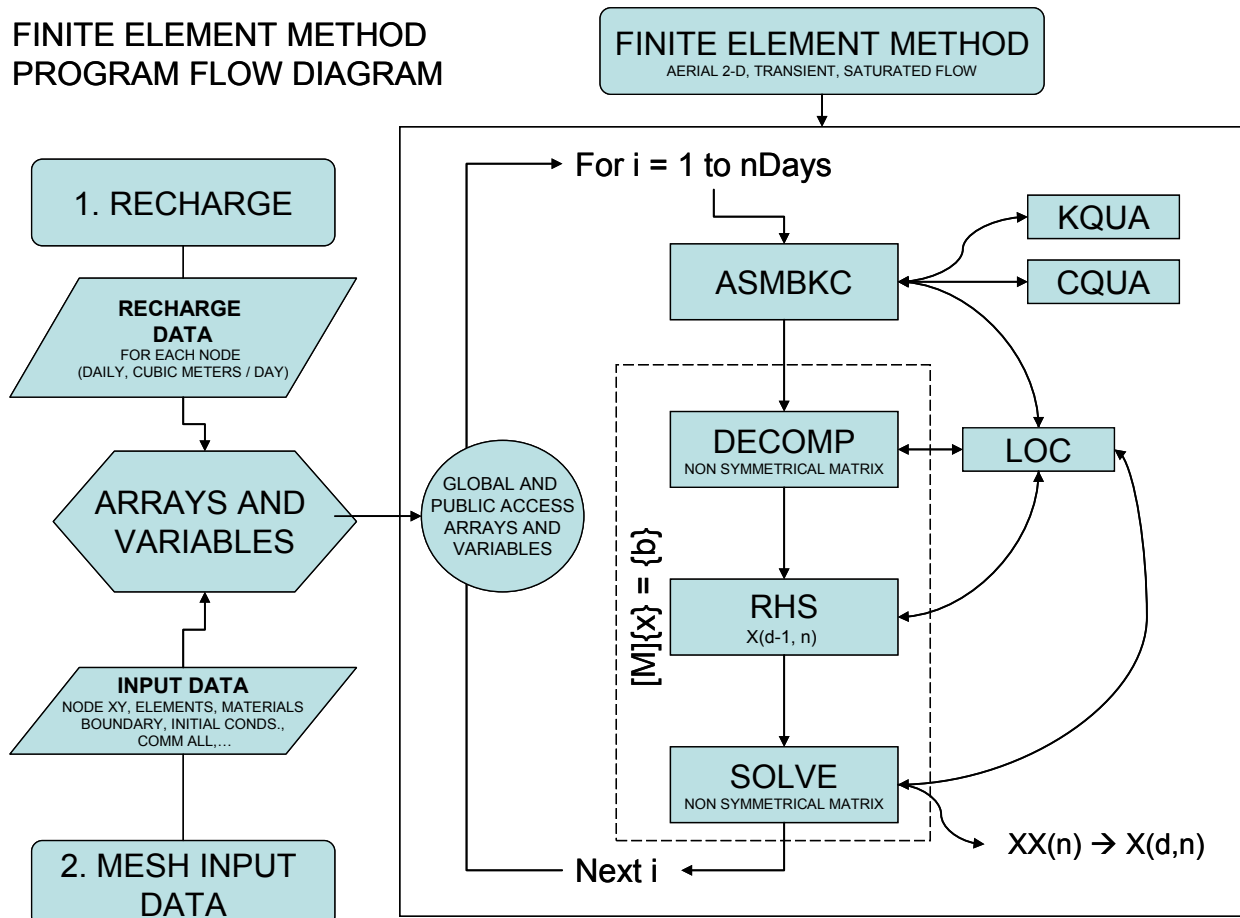 FINITE ELEMENT METHOD
PROGRAM FLOW DIAGRAM
FINITE ELEMENT METHOD
AERIAL 2-D, TRANSIENT, SATURATED FLOW
1. RECHARGE
RECHARGE
DATA
FOR EACH NODE
(DAILY, CUBIC METERS / DAY)
ARRAYS AND
VARIABLES
INPUT DATA
NODE XY, ELEMENTS, MATERIALS
BOUNDARY, INITIAL CONDS.,
COMM ALL,...
2. MESH INPUT
DATA
GLOBAL AND
PUBLIC ACCESS
ARRAYS AND
VARIABLES
For i = 1 to nDays
ASMBKC
KQUA
CQUA
DECOMP
NON SYMMETRICAL MATRIX
LOC
[M]{x} = {b}
RHS
X(d-1, n)
SOLVE
NON SYMMETRICAL MATRIX
XX(n) → X(d,n)
Next i